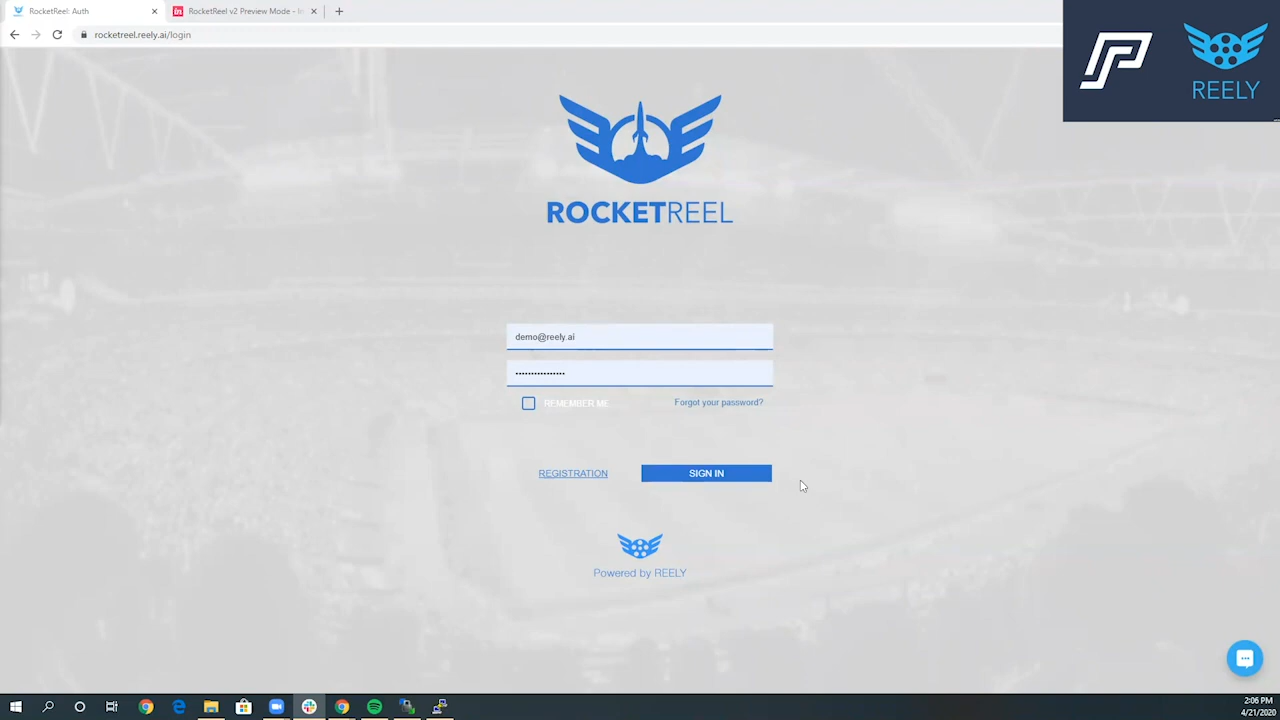 RocketReel: Auth
RocketReel v2 Preview Mode - In
rocketreel.reely.ai/login
REELY
ROCKETREEL
demo@reely.ai
REMEMBER ME
Forgot your password?
REGISTRATION
SIGN IN
Powered by REELY
2:06 PM
4/21/2020